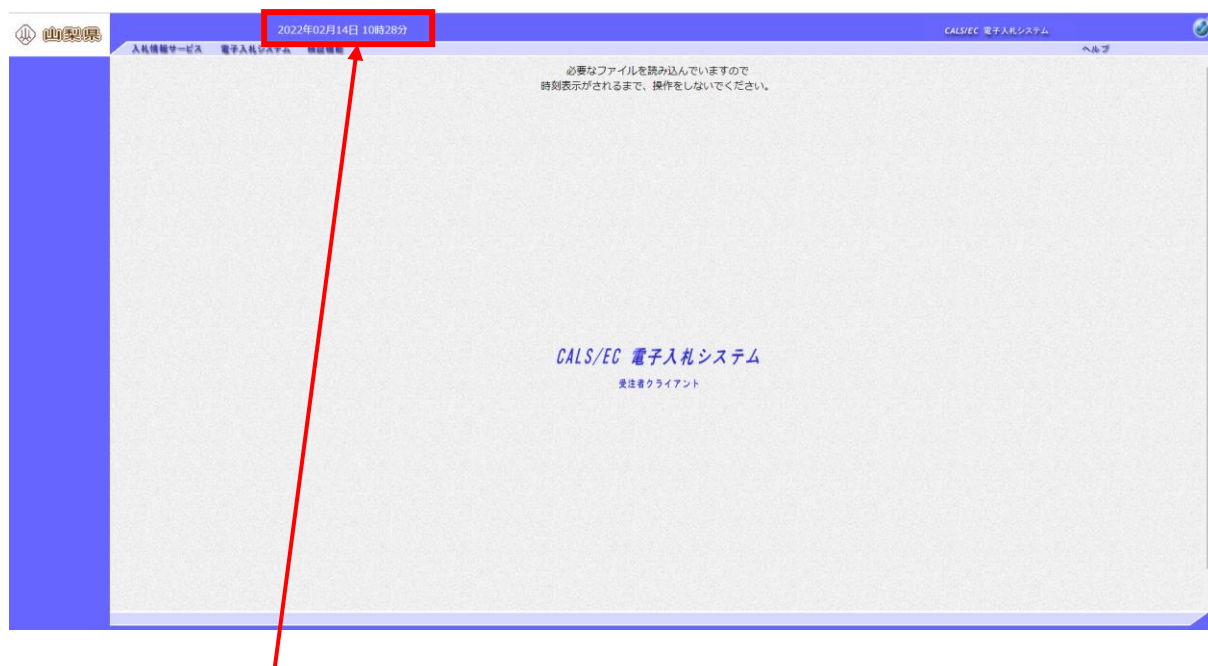 山梨県
2022年02月14日 10時28分
CALS/EC 電子入札システム
入札情報サービス 電子入札システム 検証機能
ヘルプ
必要なファイルを読み込んでいますので
時刻表示がされるまで、操作をしないでください。
CALS/EC 電子入札システム
受注者クライアント